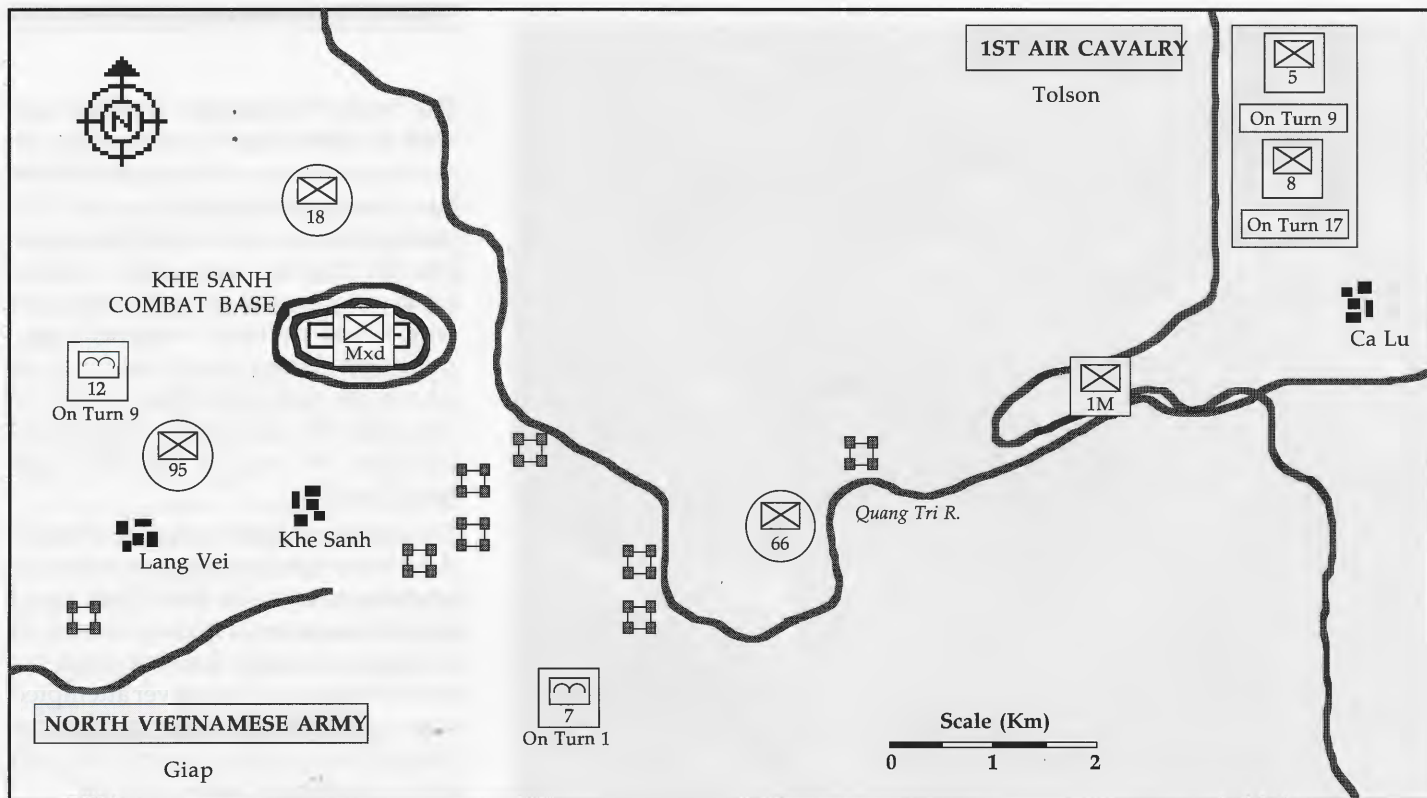 1ST AIR CAVALRY
Tolson
5
On Turn 9
8
On Turn 17
N
18
KHE SANH
COMBAT BASE
Mxd
Ca Lu
12
On Turn 9
1M
95
Quang Tri R.
66
Khe Sanh
Lang Vei
7
On Turn 1
NORTH VIETNAMESE ARMY
Giap
Scale (Km)
0 1 2